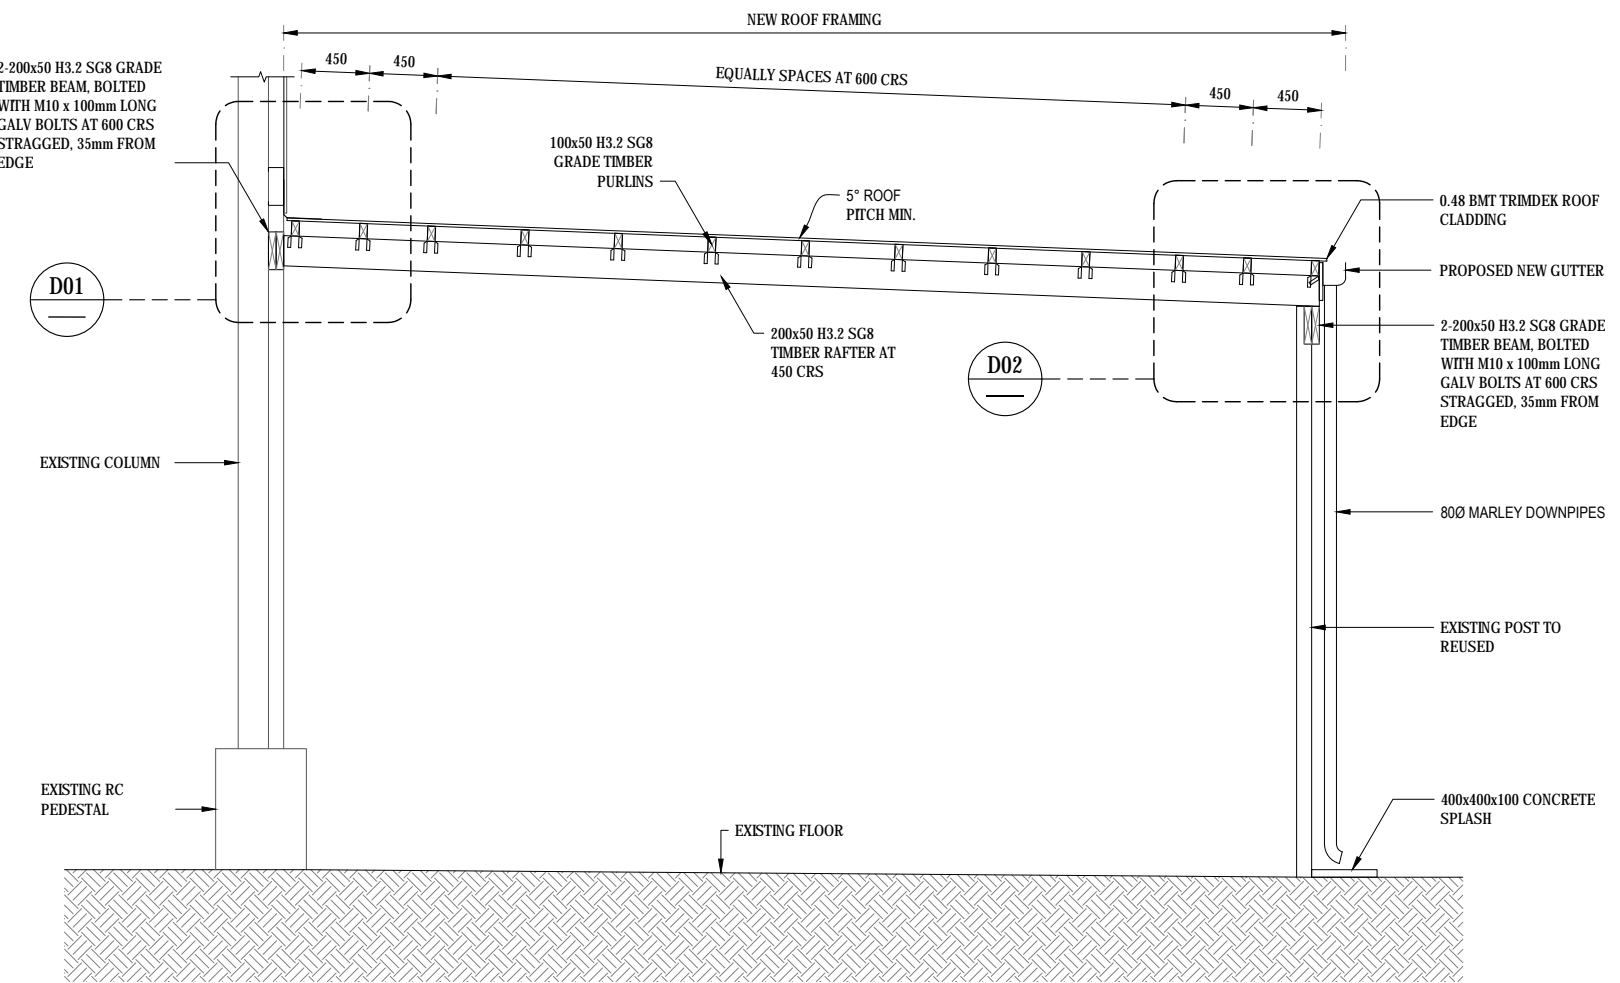 NEW ROOF FRAMING
450
450
EQUALLY SPACES AT 600 CRS
450
450
2-200x50 H3.2 SG8 GRADE
TIMBER BEAM, BOLTED
WITH M10 x 100mm LONG
GALV BOLTS AT 600 CRS
STRAGGED, 35mm FROM
EDGE
100x50 H3.2 SG8
GRADE TIMBER
PURLINS
5° ROOF
PITCH MIN.
0.48 BMT TRIMDEK ROOF
CLADDING
PROPOSED NEW GUTTER
D01
200x50 H3.2 SG8
TIMBER RAFTER AT
450 CRS
D02
2-200x50 H3.2 SG8 GRADE
TIMBER BEAM, BOLTED
WITH M10 x 100mm LONG
GALV BOLTS AT 600 CRS
STRAGGED, 35mm FROM
EDGE
EXISTING COLUMN
80Ø MARLEY DOWNPIPES
EXISTING POST TO
REUSED
EXISTING RC
PEDESTAL
EXISTING FLOOR
400x400x100 CONCRETE
SPLASH